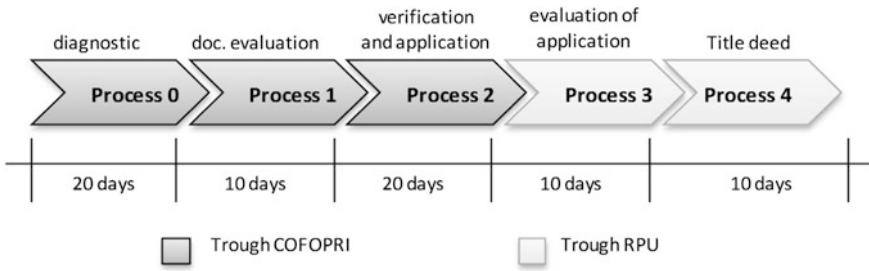 diagnostic
doc. evaluation
verification
and application
evaluation of
application
Title deed
Process 0
Process 1
Process 2
Process 3
Process 4
20 days
10 days
20 days
10 days
10 days
Trough COFOPRI
Trough RPU